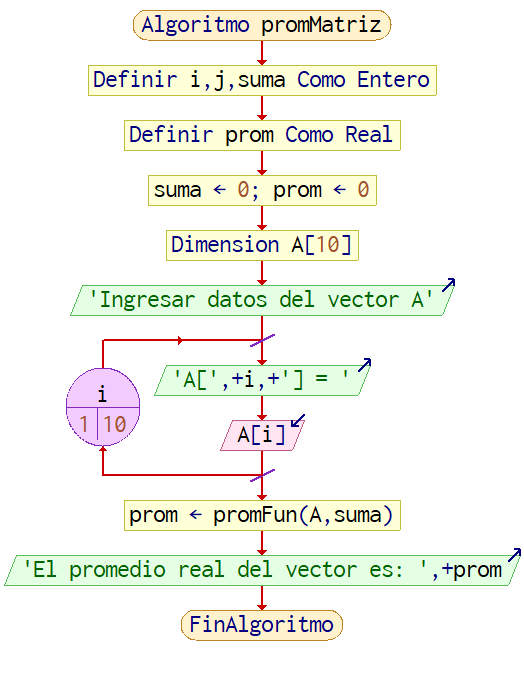 Algoritmo promMatriz
Definir i,j,suma Como Entero
Definir prom Como Real
suma ← 0; prom ← 0
Dimension A[10]
'Ingresar datos del vector A'
i
1 10
'A[',+i,+'] = '
A[i]
prom ← promFun(A,suma)
'El promedio real del vector es: ',+prom
FinAlgoritmo